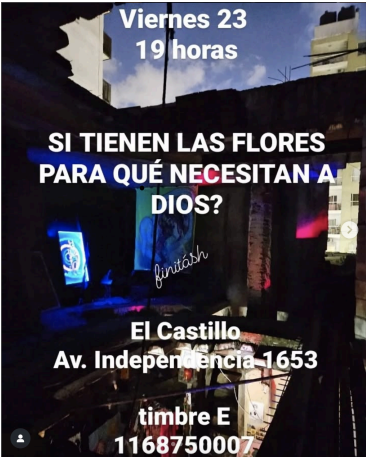 Viernes 23
19 horas
SI TIENEN LAS FLORES
PARA QUÉ NECESITAN A
DIOS?
finitásh
El Castillo
Av. Independencia 1653
timbre E
1168750007